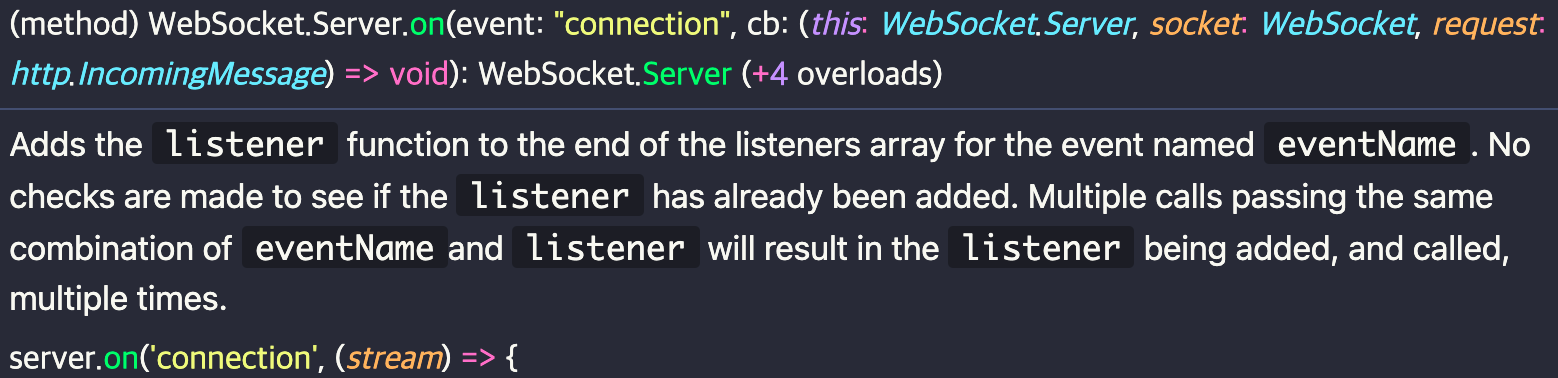 (method) WebSocket.Server.on(event: "connection", cb: (this: WebSocket.Server, socket: WebSocket, request:
http.IncomingMessage) => void): WebSocket.Server (+4 overloads)
Adds the listener function to the end of the listeners array for the event named eventName. No
checks are made to see if the listener has already been added. Multiple calls passing the same
combination of eventName and listener will result in the listener being added, and called,
multiple times.
server.on('connection', (stream) => {